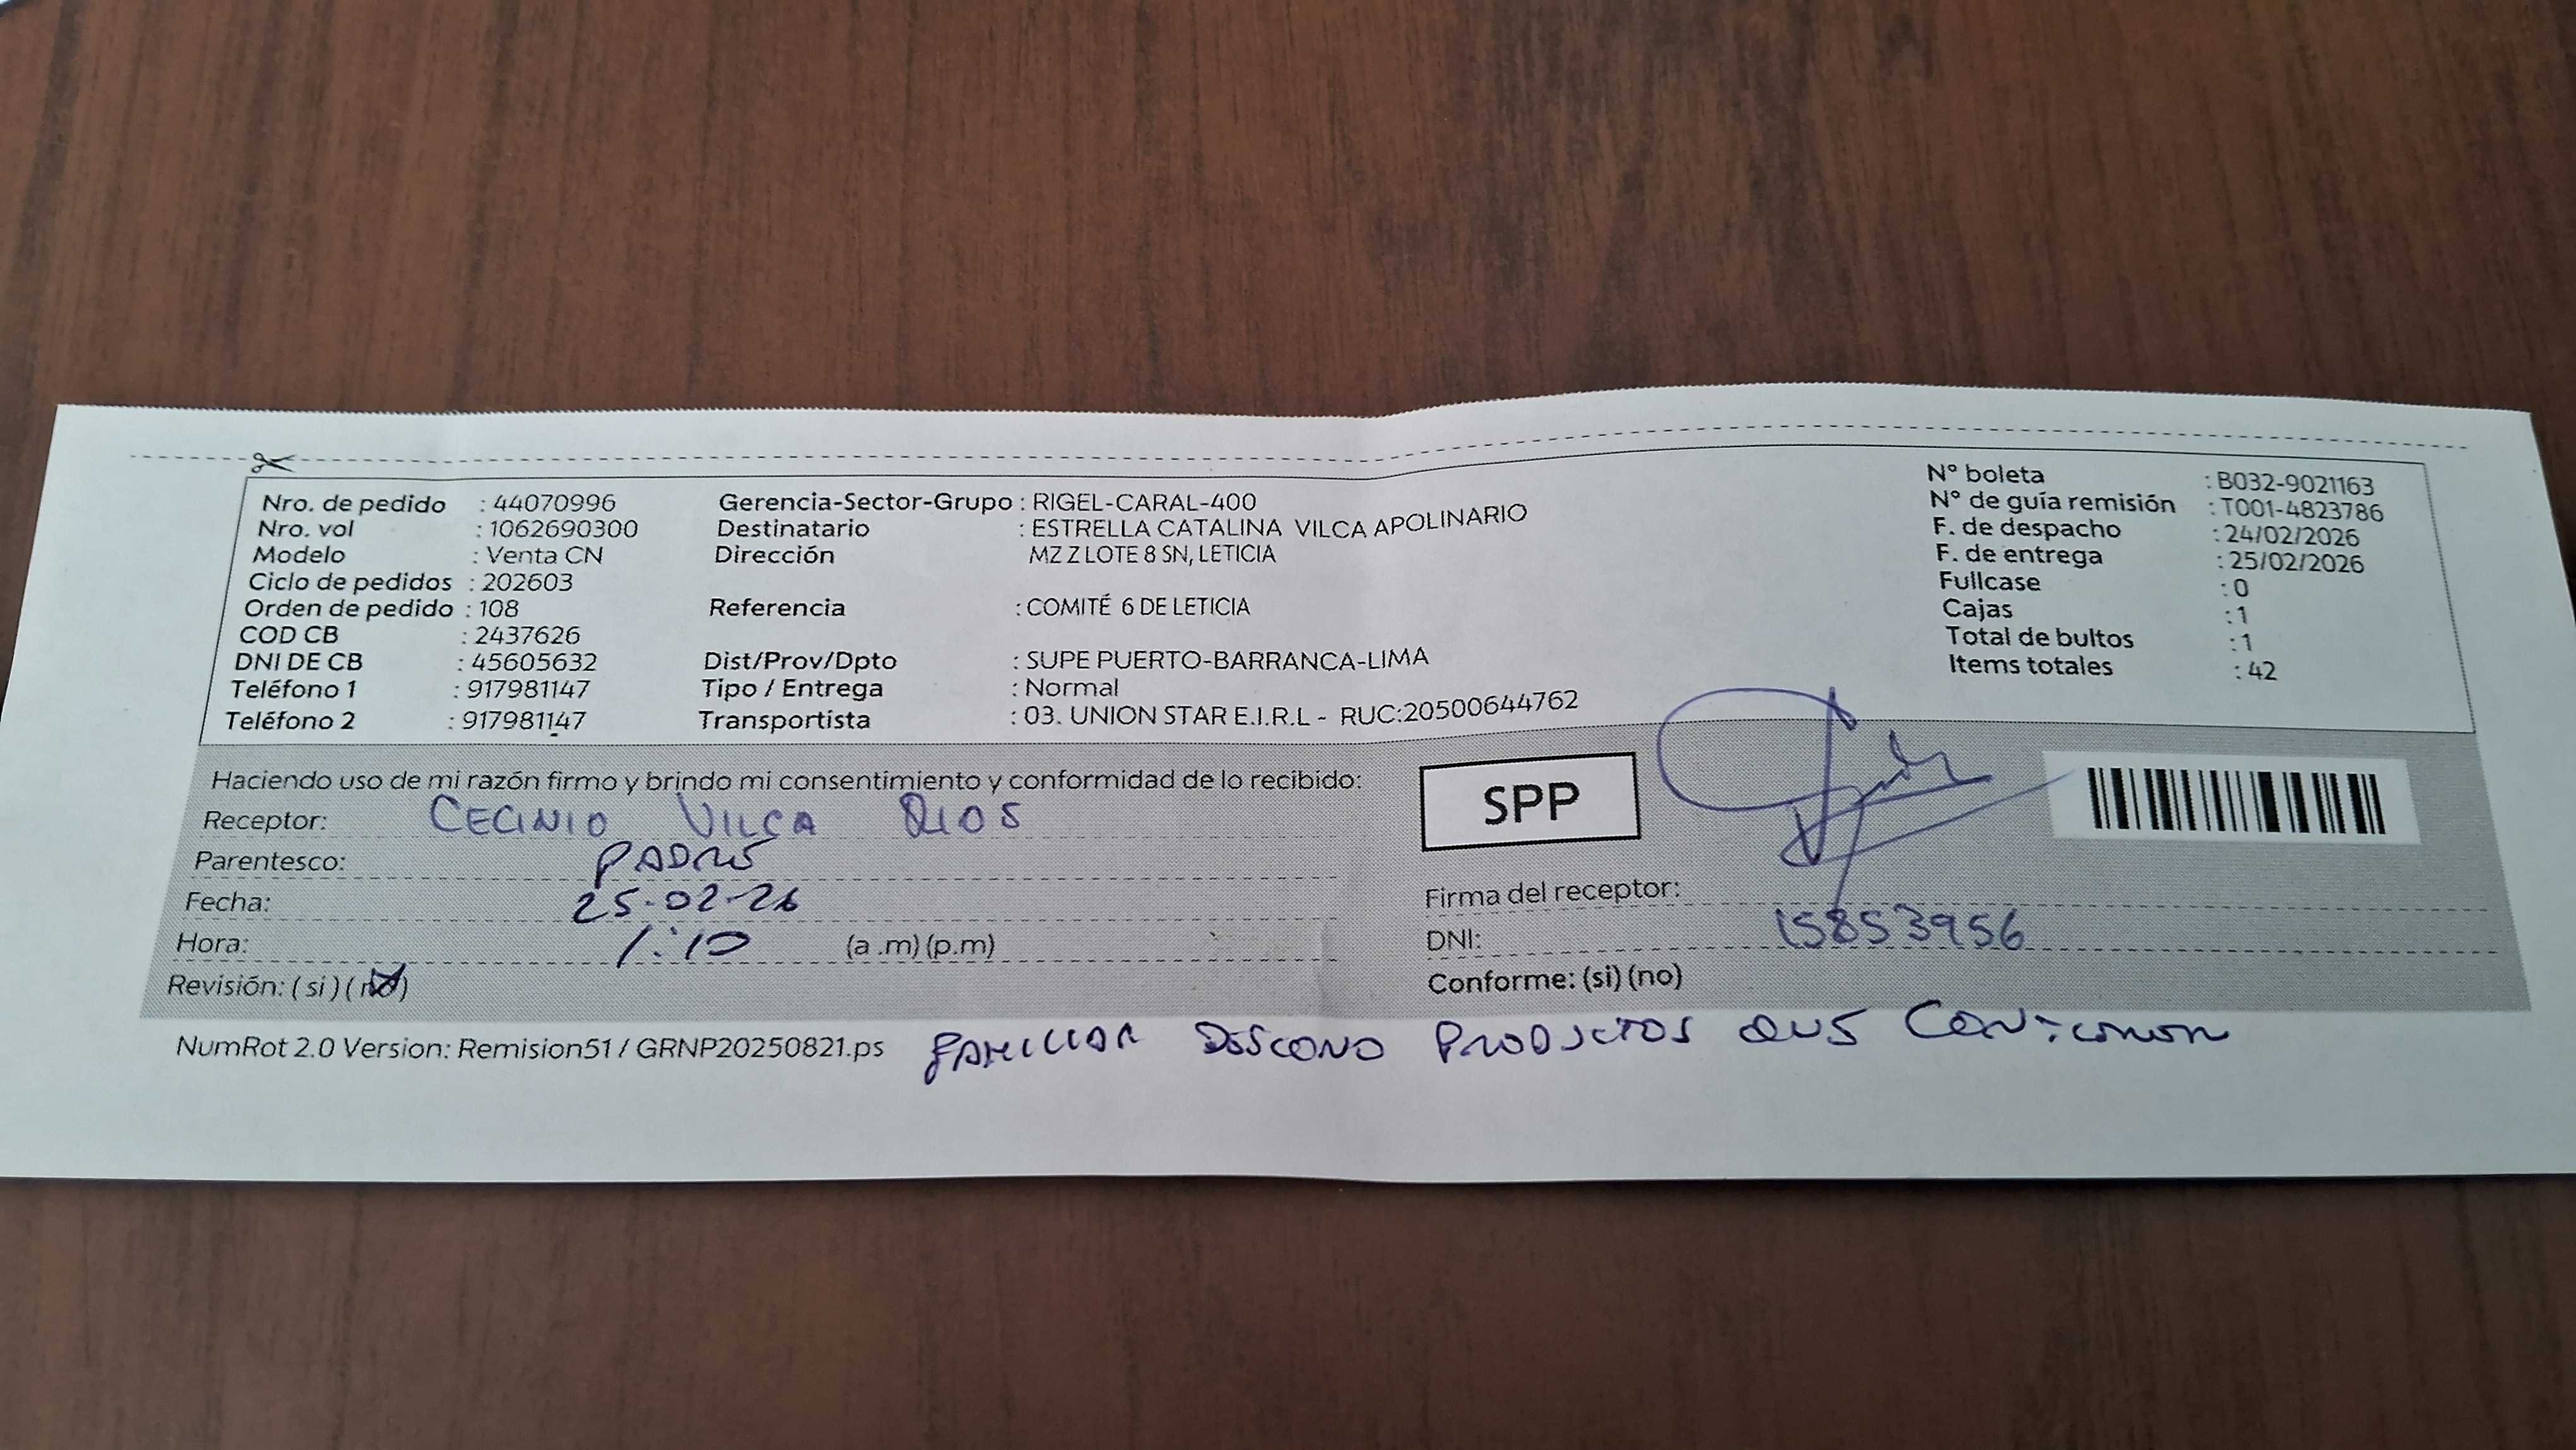 Nro. de pedido : 44070996 Gerencia-Sector-Grupo : RIGEL-CARAL-400 N° boleta : B032-9021163
Nro. vol : 1062690300 Destinatario : ESTRELLA CATALINA VILCA APOLINARIO N° de guía remisión : T001-4823786
Modelo : Venta CN Dirección MZ Z LOTE 8 SN, LETICIA F. de despacho : 24/02/2026
Ciclo de pedidos : 202603 F. de entrega : 25/02/2026
Orden de pedido : 108 Referencia : COMITÉ 6 DE LETICIA Fullcase : 0
COD CB : 2437626 Cajas : 1
DNI DE CB : 45605632 Dist/Prov/Dpto : SUPE PUERTO-BARRANCA-LIMA Total de bultos : 1
Teléfono 1 : 917981147 Tipo / Entrega : Normal Items totales : 42
Teléfono 2 : 917981147 Transportista : 03. UNION STAR E.I.R.L - RUC:20500644762
Haciendo uso de mi razón firmo y brindo mi consentimiento y conformidad de lo recibido:
SPP
Receptor: CECINIO VILCA RIOS
Parentesco: PADRE
Fecha: 25-02-26 Firma del receptor:
Hora: 1:10 (a .m) (p.m) DNI: 15853956
Revisión: ( si ) ( no ) Conforme: (si) (no)
NumRot 2.0 Version: Remision51 / GRNP20250821.ps FAMILIAR DESCONO PRODUCTOS QUE